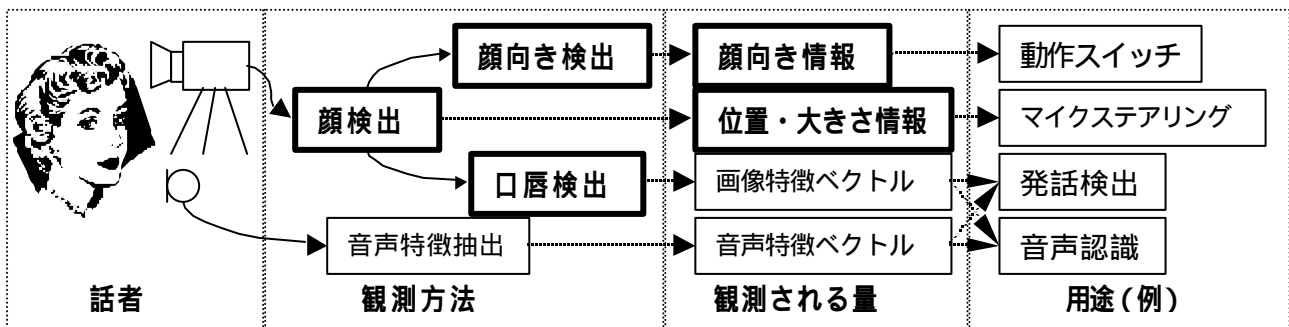 顔向き検出
顔向き情報
動作スイッチ
顔検出
位置・大きさ情報
マイクステアリング
口唇検出
画像特徴ベクトル
発話検出
音声特徴抽出
音声特徴ベクトル
音声認識
話者
観測方法
観測される量
用途(例)